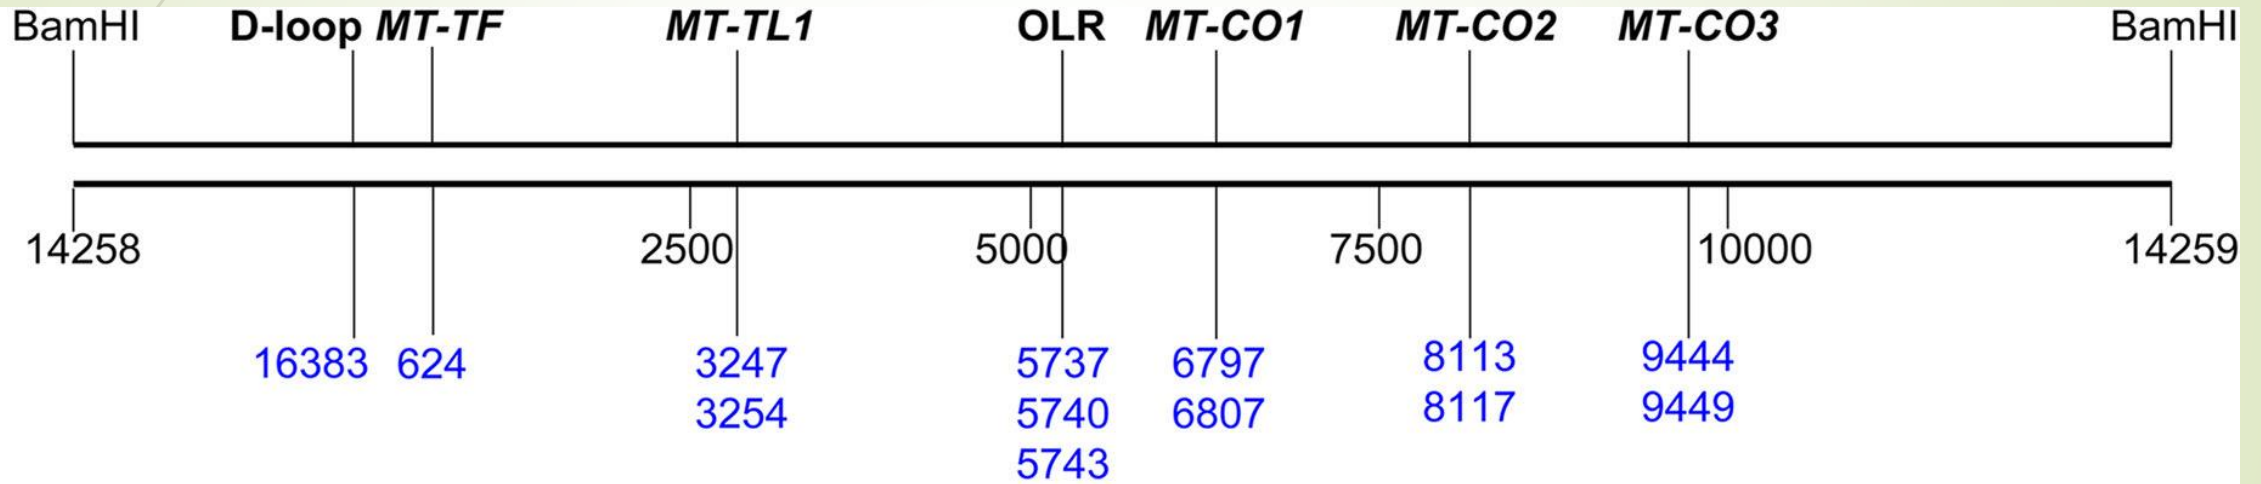 BamHI D-loop MT-TF MT-TL1 OLR MT-CO1 MT-CO2 MT-CO3 BamHI
14258 2500 5000 7500 10000 14259
16383 624 3247 5737 6797 8113 9444
3254 5740 6807 8117 9449
5743